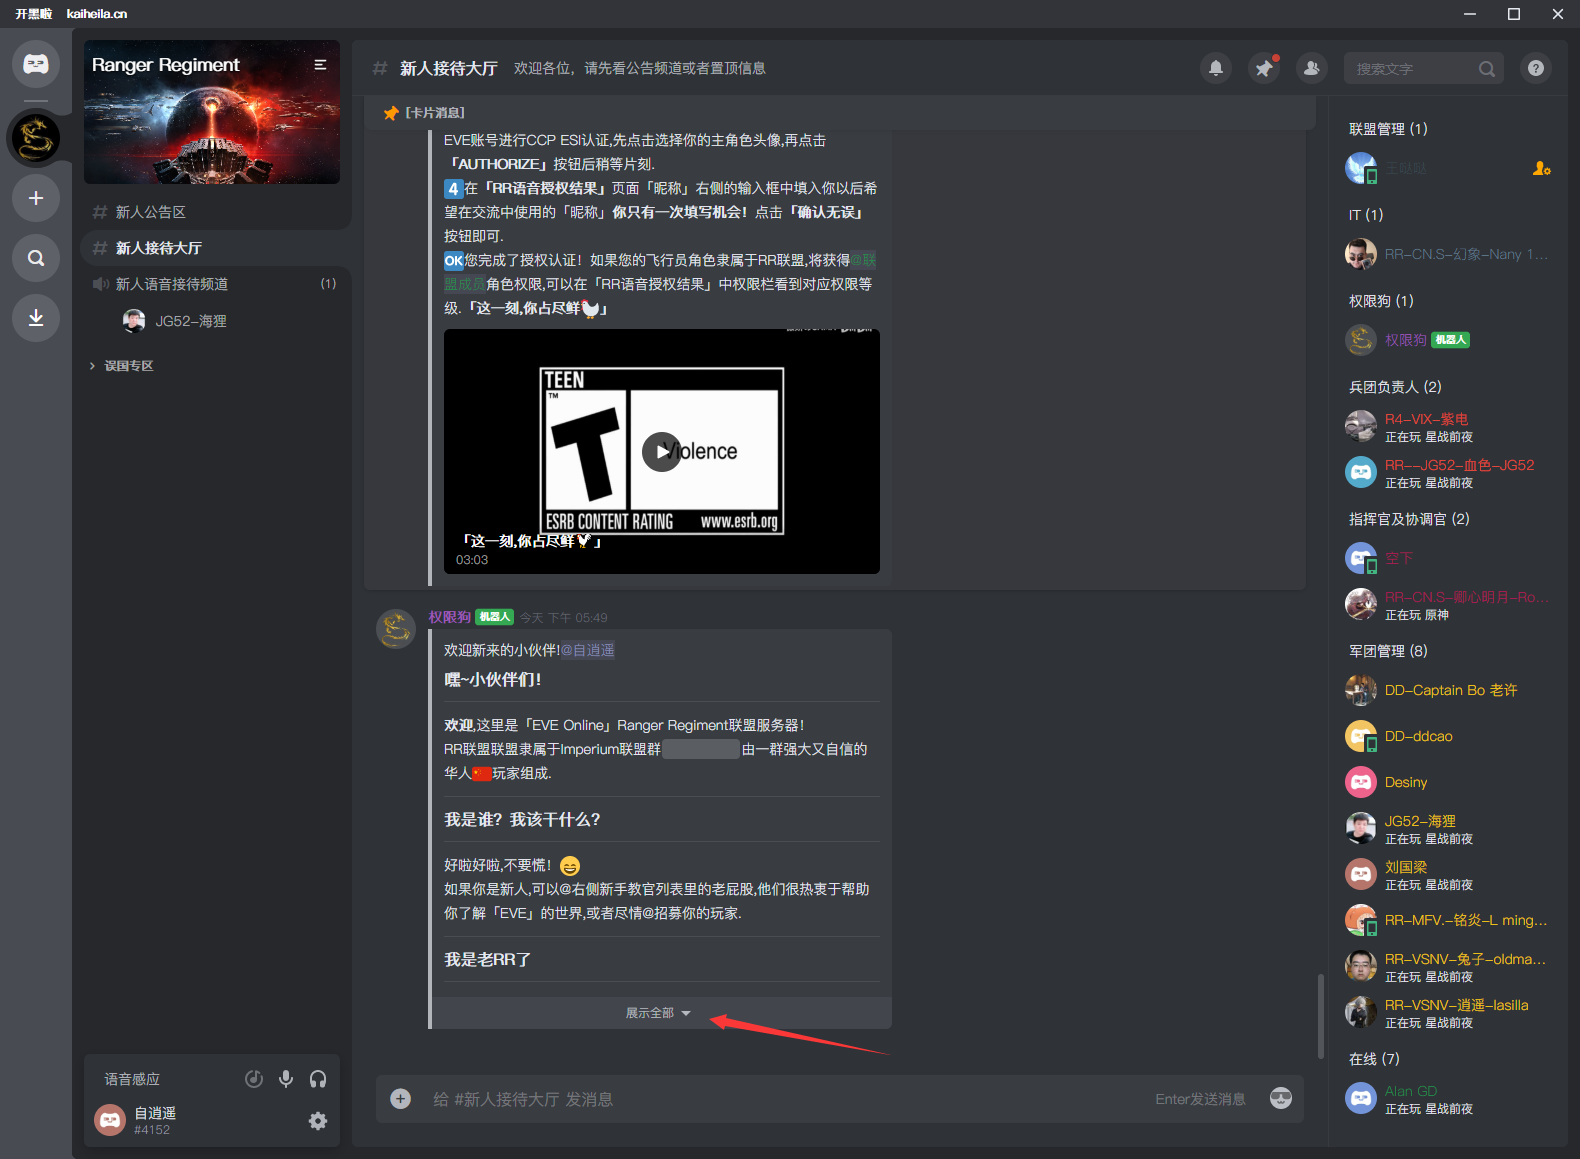 开黑啦 kaiheila.cn
Ranger Regiment
# 新人公告区
# 新人接待大厅
新人语音接待频道 (1)
JG52-海狸
误国专区
语音感应
自逍遥
#4152
# 新人接待大厅 欢迎各位，请先看公告频道或者置顶信息
搜索文字
[卡片消息]
EVE账号进行CCP ESI认证,先点击选择你的主角色头像,再点击
「AUTHORIZE」按钮后稍等片刻.
4在「RR语音授权结果」页面「昵称」右侧的输入框中填入你以后希
望在交流中使用的「昵称」你只有一次填写机会！点击「确认无误」
按钮即可.
OK您完成了授权认证！如果您的飞行员角色隶属于RR联盟,将获得@联
盟成员角色权限,可以在「RR语音授权结果」中权限栏看到对应权限等
级.「这一刻,你占尽鲜🐓」
TEEN
TM
T
Violence
ESRB CONTENT RATING www.esrb.org
「这一刻,你占尽鲜🐓」
03:03
权限狗 机器人 今天 下午 05:49
欢迎新来的小伙伴!@自逍遥
嘿~小伙伴们！
欢迎,这里是「EVE Online」Ranger Regiment联盟服务器！
RR联盟联盟隶属于Imperium联盟群 由一群强大又自信的
华人🇨🇳玩家组成.
我是谁？我该干什么？
好啦好啦,不要慌！😄
如果你是新人,可以@右侧新手教官列表里的老屁股,他们很热衷于帮助
你了解「EVE」的世界,或者尽情@招募你的玩家.
我是老RR了
展示全部
给 #新人接待大厅 发消息
Enter发送消息
联盟管理 (1)
王哒哒
IT (1)
RR-CN.S-幻象-Nany 1...
权限狗 (1)
权限狗 机器人
兵团负责人 (2)
R4-VIX-紫电
正在玩 星战前夜
RR--JG52-血色-JG52
正在玩 星战前夜
指挥官及协调官 (2)
空下
RR-CN.S-卿心明月-Ro...
正在玩 原神
军团管理 (8)
DD-Captain Bo 老许
DD-ddcao
Desiny
JG52-海狸
正在玩 星战前夜
刘国梁
正在玩 星战前夜
RR-MFV.-铭炎-L ming...
RR-VSNV-兔子-oldma...
正在玩 星战前夜
RR-VSNV-逍遥-lasilla
正在玩 星战前夜
在线 (7)
Alan GD
正在玩 星战前夜